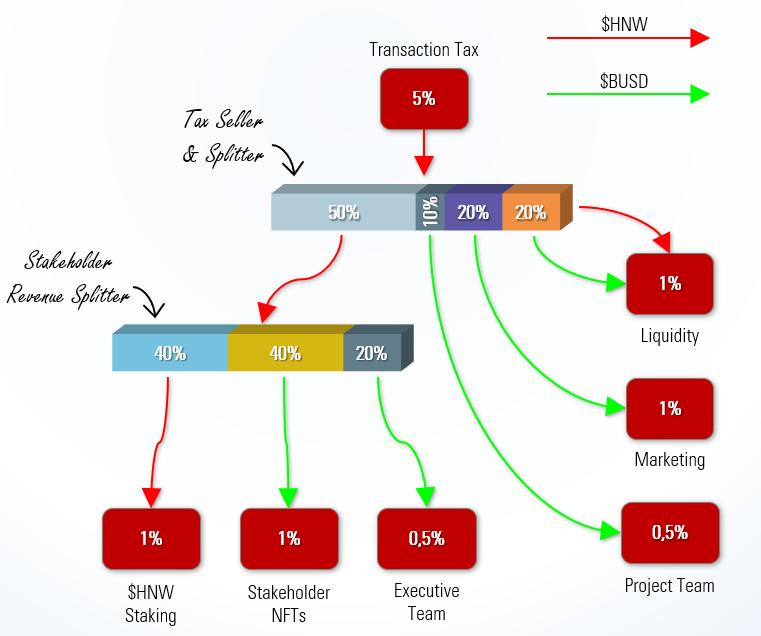 $HNW
Transaction Tax
$BUSD
5%
Tax Seller
& Splitter
50%
10%
20%
20%
Stakeholder
Revenue Splitter
1%
Liquidity
40%
40%
20%
1%
Marketing
1%
1%
0,5%
0,5%
$HNW
Staking
Stakeholder
NFTs
Executive
Team
Project Team